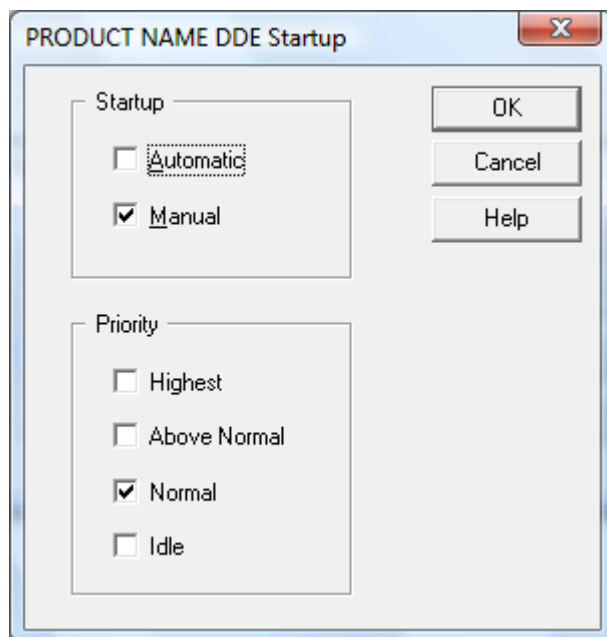 PRODUCT NAME DDE Startup
Startup
Automatic
Manual
OK
Cancel
Help
Priority
Highest
Above Normal
Normal
Idle